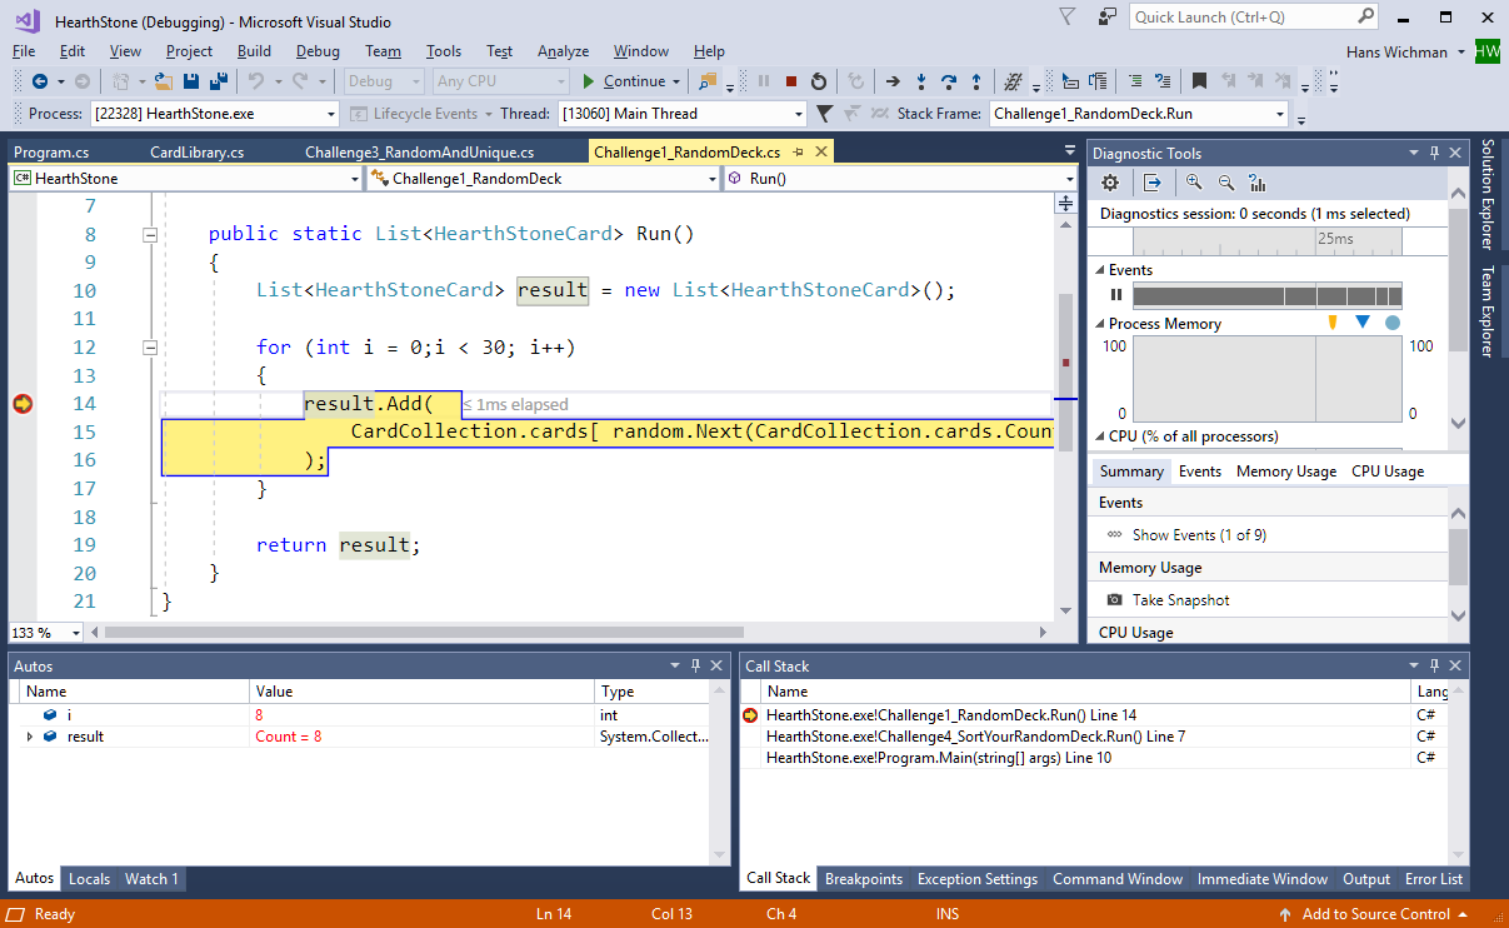 HearthStone (Debugging) - Microsoft Visual Studio
Quick Launch (Ctrl+Q)
File Edit View Project Build Debug Team Tools Test Analyze Window Help
Hans Wichman HW
Debug Any CPU Continue
Process: [22328] HearthStone.exe Lifecycle Events Thread: [13060] Main Thread Stack Frame: Challenge1_RandomDeck.Run
Program.cs CardLibrary.cs Challenge3_RandomAndUnique.cs Challenge1_RandomDeck.cs
C# HearthStone Challenge1_RandomDeck Run()
7
8 public static List<HearthStoneCard> Run()
9 {
10 List<HearthStoneCard> result = new List<HearthStoneCard>();
11
12 for (int i = 0;i < 30; i++)
13 {
14 result.Add( ≤ 1ms elapsed
15 CardCollection.cards[ random.Next(CardCollection.cards.Coun
16 );
17 }
18
19 return result;
20 }
21 }
133 %
Diagnostic Tools
Diagnostics session: 0 seconds (1 ms selected)
25ms
Events
Process Memory
100 100
0 0
CPU (% of all processors)
Summary Events Memory Usage CPU Usage
Events
Show Events (1 of 9)
Memory Usage
Take Snapshot
CPU Usage
Solution Explorer
Team Explorer
Autos
Name Value Type
i 8 int
result Count = 8 System.Collect...
Autos Locals Watch 1
Call Stack
Name Lang
HearthStone.exe!Challenge1_RandomDeck.Run() Line 14 C#
HearthStone.exe!Challenge4_SortYourRandomDeck.Run() Line 7 C#
HearthStone.exe!Program.Main(string[] args) Line 10 C#
Call Stack Breakpoints Exception Settings Command Window Immediate Window Output Error List
Ready Ln 14 Col 13 Ch 4 INS Add to Source Control